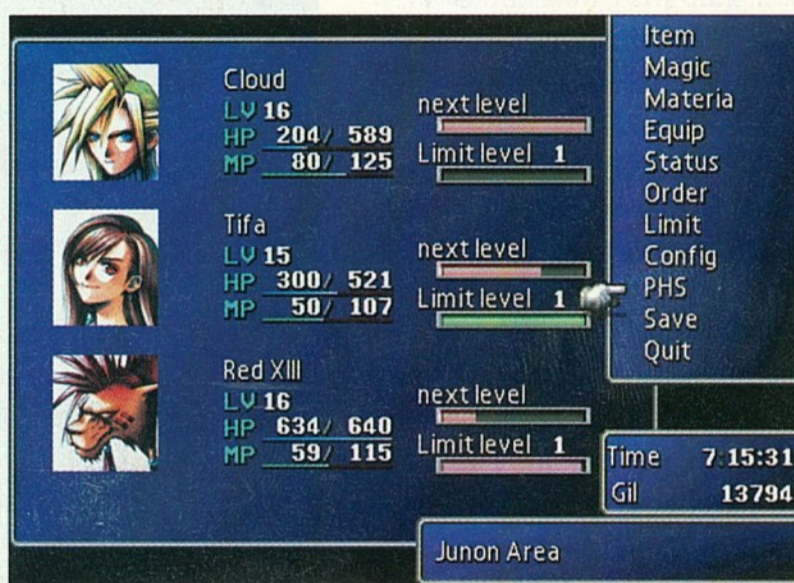 Cloud
LV 16
HP 204/ 589
MP 80/ 125
next level
Limit level 1
Tifa
LV 15
HP 300/ 521
MP 50/ 107
next level
Limit level 1
Red XIII
LV 16
HP 634/ 640
MP 59/ 115
next level
Limit level 1
Item
Magic
Materia
Equip
Status
Order
Limit
Config
PHS
Save
Quit
Time 7:15:31
Gil 13794
Junon Area